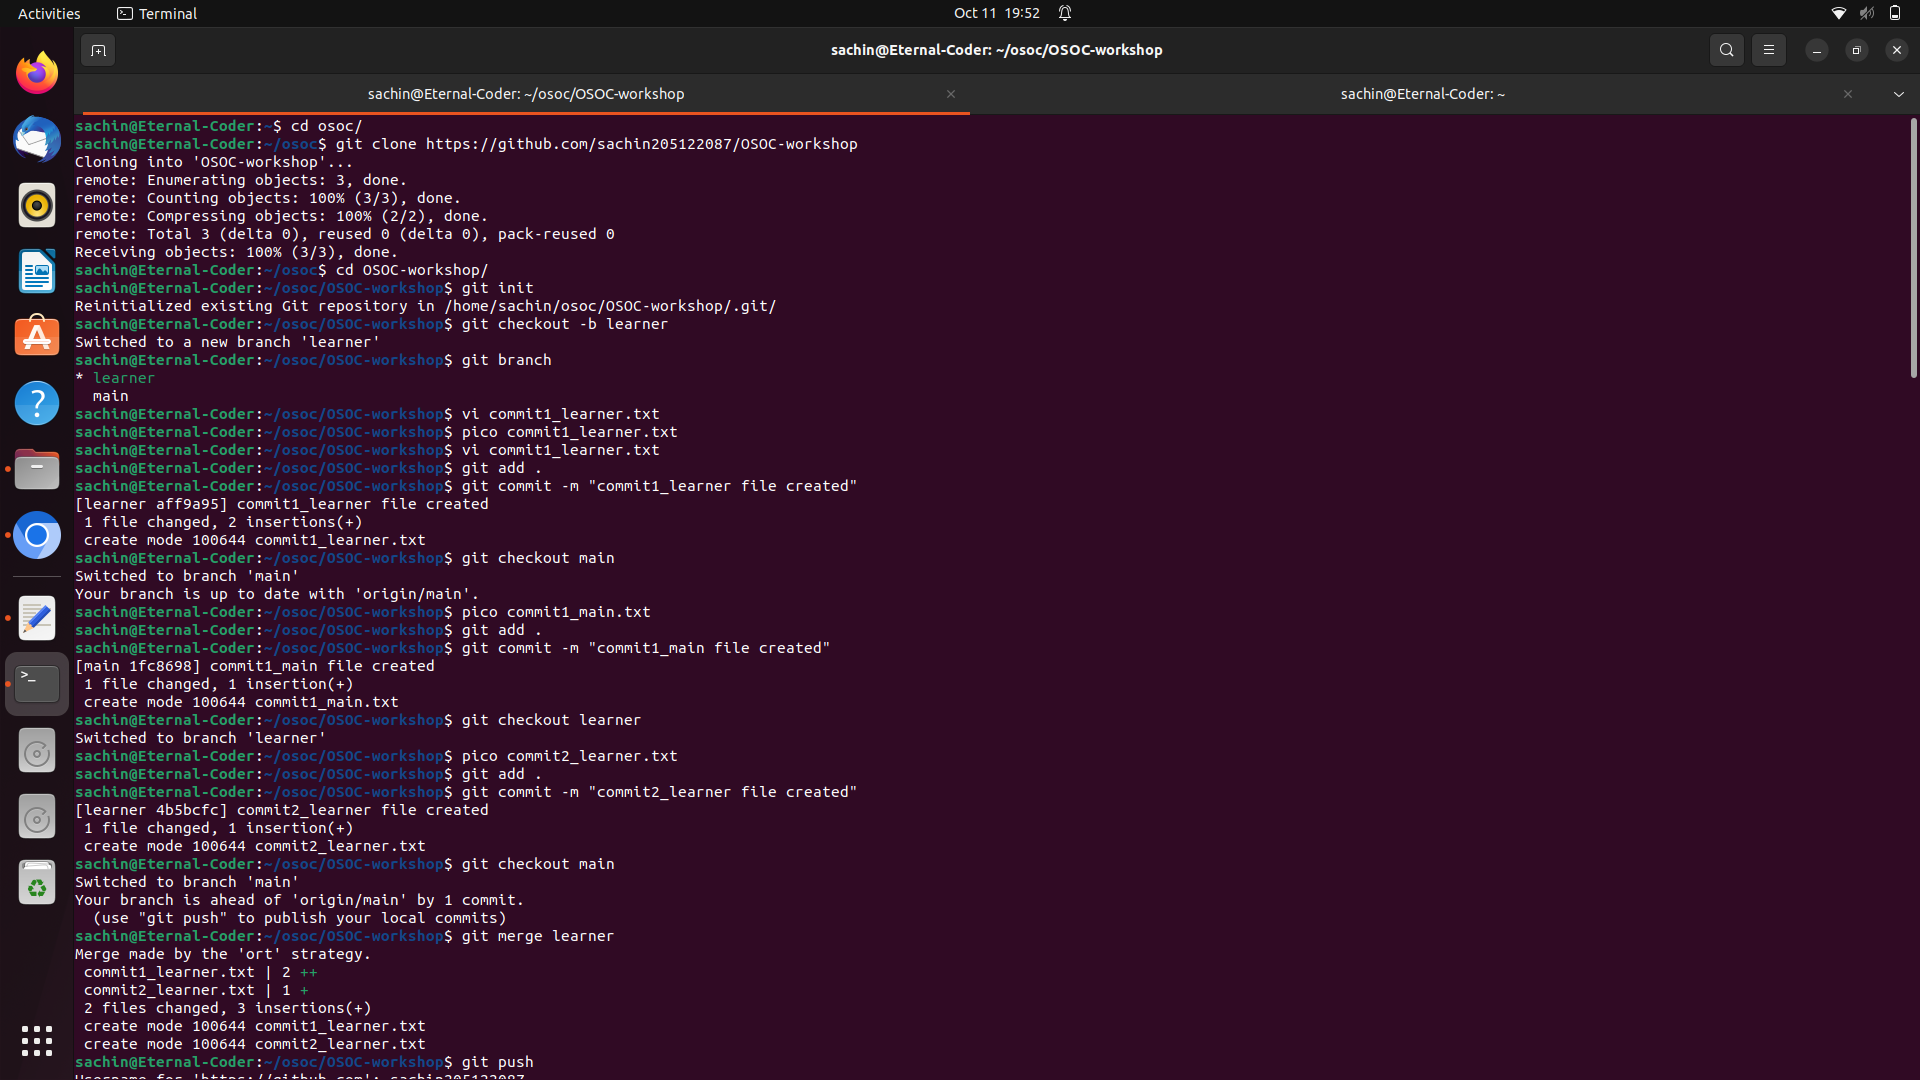 Activities
Terminal
Oct 11 19:52
sachin@Eternal-Coder: ~/osoc/OSOC-workshop
sachin@Eternal-Coder: ~/osoc/OSOC-workshop
sachin@Eternal-Coder: ~
sachin@Eternal-Coder:~$ cd osoc/
sachin@Eternal-Coder:~/osoc$ git clone https://github.com/sachin205122087/OSOC-workshop
Cloning into 'OSOC-workshop'...
remote: Enumerating objects: 3, done.
remote: Counting objects: 100% (3/3), done.
remote: Compressing objects: 100% (2/2), done.
remote: Total 3 (delta 0), reused 0 (delta 0), pack-reused 0
Receiving objects: 100% (3/3), done.
sachin@Eternal-Coder:~/osoc$ cd OSOC-workshop/
sachin@Eternal-Coder:~/osoc/OSOC-workshop$ git init
Reinitialized existing Git repository in /home/sachin/osoc/OSOC-workshop/.git/
sachin@Eternal-Coder:~/osoc/OSOC-workshop$ git checkout -b learner
Switched to a new branch 'learner'
sachin@Eternal-Coder:~/osoc/OSOC-workshop$ git branch
* learner
  main
sachin@Eternal-Coder:~/osoc/OSOC-workshop$ vi commit1_learner.txt
sachin@Eternal-Coder:~/osoc/OSOC-workshop$ pico commit1_learner.txt
sachin@Eternal-Coder:~/osoc/OSOC-workshop$ vi commit1_learner.txt
sachin@Eternal-Coder:~/osoc/OSOC-workshop$ git add .
sachin@Eternal-Coder:~/osoc/OSOC-workshop$ git commit -m "commit1_learner file created"
[learner aff9a95] commit1_learner file created
 1 file changed, 2 insertions(+)
 create mode 100644 commit1_learner.txt
sachin@Eternal-Coder:~/osoc/OSOC-workshop$ git checkout main
Switched to branch 'main'
Your branch is up to date with 'origin/main'.
sachin@Eternal-Coder:~/osoc/OSOC-workshop$ pico commit1_main.txt
sachin@Eternal-Coder:~/osoc/OSOC-workshop$ git add .
sachin@Eternal-Coder:~/osoc/OSOC-workshop$ git commit -m "commit1_main file created"
[main 1fc8698] commit1_main file created
 1 file changed, 1 insertion(+)
 create mode 100644 commit1_main.txt
sachin@Eternal-Coder:~/osoc/OSOC-workshop$ git checkout learner
Switched to branch 'learner'
sachin@Eternal-Coder:~/osoc/OSOC-workshop$ pico commit2_learner.txt
sachin@Eternal-Coder:~/osoc/OSOC-workshop$ git add .
sachin@Eternal-Coder:~/osoc/OSOC-workshop$ git commit -m "commit2_learner file created"
[learner 4b5bcfc] commit2_learner file created
 1 file changed, 1 insertion(+)
 create mode 100644 commit2_learner.txt
sachin@Eternal-Coder:~/osoc/OSOC-workshop$ git checkout main
Switched to branch 'main'
Your branch is ahead of 'origin/main' by 1 commit.
  (use "git push" to publish your local commits)
sachin@Eternal-Coder:~/osoc/OSOC-workshop$ git merge learner
Merge made by the 'ort' strategy.
 commit1_learner.txt | 2 ++
 commit2_learner.txt | 1 +
 2 files changed, 3 insertions(+)
 create mode 100644 commit1_learner.txt
 create mode 100644 commit2_learner.txt
sachin@Eternal-Coder:~/osoc/OSOC-workshop$ git push
Username for 'https://github.com': sachin205122087